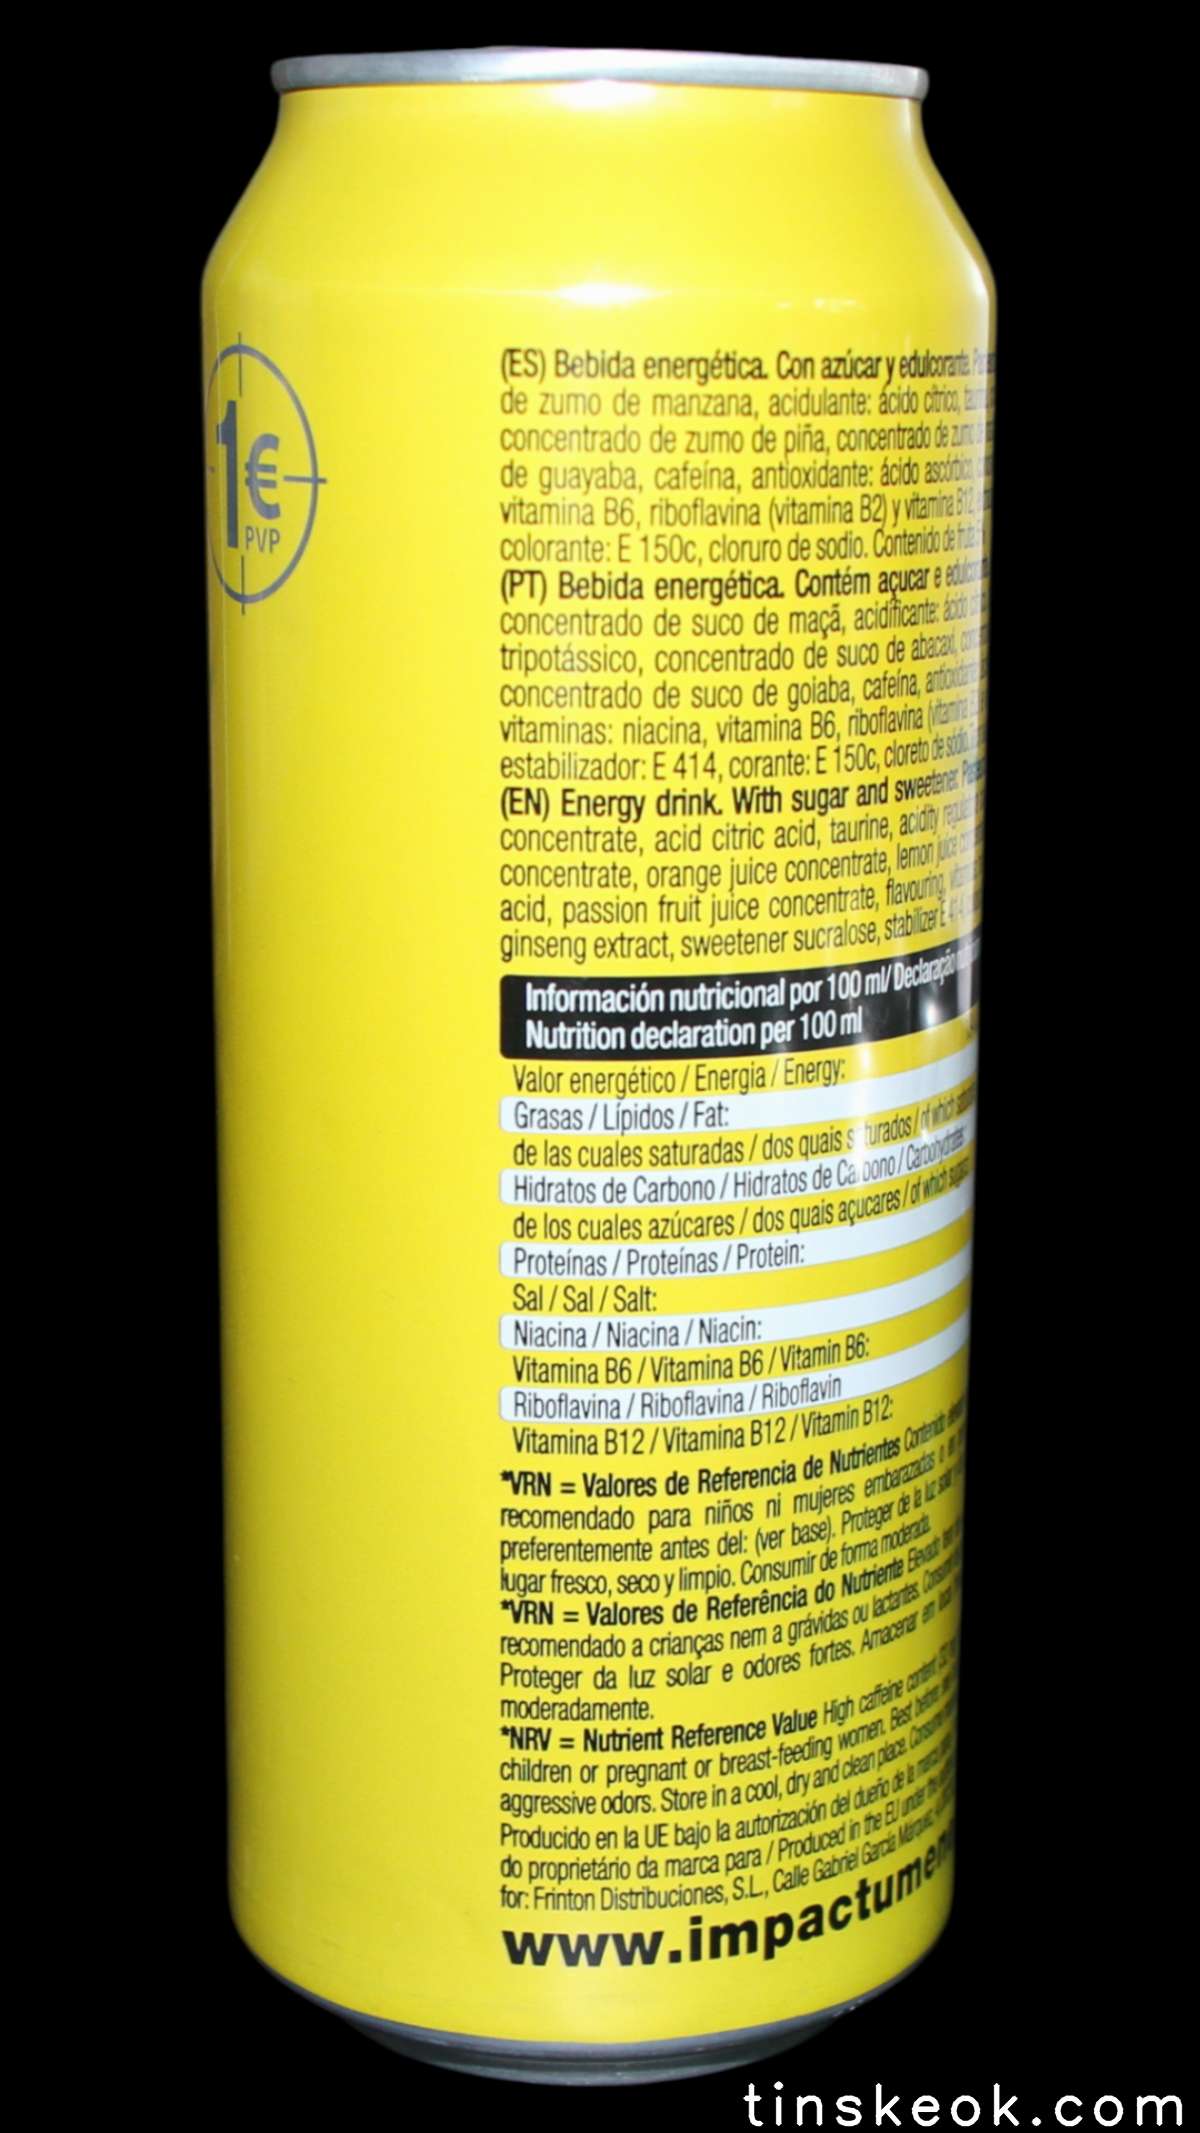 1€
PVP
(ES) Bebida energética. Con azúcar y edulcorante.
de zumo de manzana, acidulante: ácido cítrico,
concentrado de zumo de piña, concentrado de zumo
de guayaba, cafeína, antioxidante: ácido ascórbico,
vitamina B6, riboflavina (vitamina B2) y vitamina B12,
colorante: E 150c, cloruro de sodio. Contenido de fruta
(PT) Bebida energética. Contém açucar e
concentrado de suco de maçã, acidificante: ácido
tripotássico, concentrado de suco de abacaxi,
concentrado de suco de goiaba, cafeína, antioxidante
vitaminas: niacina, vitamina B6, riboflavina (vitamina
estabilizador: E 414, corante: E 150c, cloreto de sódio.
(EN) Energy drink. With sugar and sweetener.
concentrate, acid citric acid, taurine, acidity
concentrate, orange juice concentrate, lemon juice
acid, passion fruit juice concentrate, flavouring,
ginseng extract, sweetener sucralose, stabilizer E 414,
Información nutricional por 100 ml/ Declaração
Nutrition declaration per 100 ml
Valor energético / Energia / Energy:
Grasas / Lípidos / Fat:
de las cuales saturadas / dos quais saturados / of which
Hidratos de Carbono / Hidratos de Carbono / Carbohydrates
de los cuales azúcares / dos quais açucares / of which sugars
Proteínas / Proteínas / Protein:
Sal / Sal / Salt:
Niacina / Niacina / Niacin:
Vitamina B6 / Vitamina B6 / Vitamin B6:
Riboflavina / Riboflavina / Riboflavin
Vitamina B12 / Vitamina B12 / Vitamin B12:
*VRN = Valores de Referencia de Nutrientes Contenido
recomendado para niños ni mujeres embarazadas o
preferentemente antes del: (ver base). Proteger de la luz solar
lugar fresco, seco y limpio. Consumir de forma moderada.
*VRN = Valores de Referência do Nutriente Elevado
recomendado a crianças nem a grávidas ou lactantes.
Proteger da luz solar e odores fortes. Amacenar em
moderadamente.
*NRV = Nutrient Reference Value High caffeine content
children or pregnant or breast-feeding women. Best before:
aggressive odors. Store in a cool, dry and clean place.
Producido en la UE bajo la autorización del dueño de la marca
do proprietário da marca para / Produced in the EU under the
for: Frinton Distribuciones, S.L., Calle Gabriel García Márquez,
www.impactumen
tinskeok.com